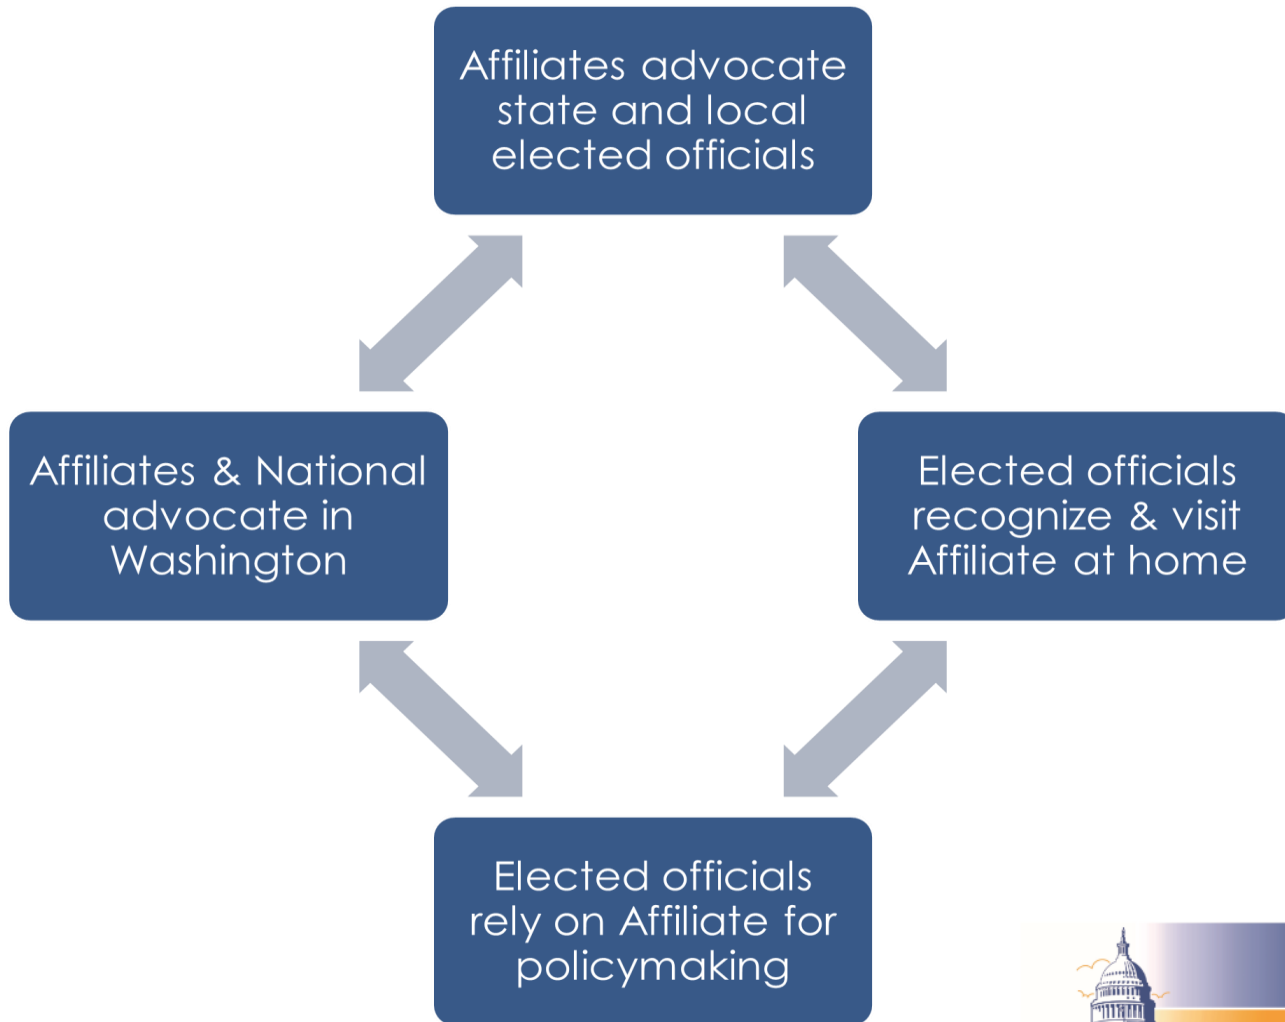 Affiliates advocate
state and local
elected officials
Affiliates & National
advocate in
Washington
Elected officials
recognize & visit
Affiliate at home
Elected officials
rely on Affiliate for
policymaking